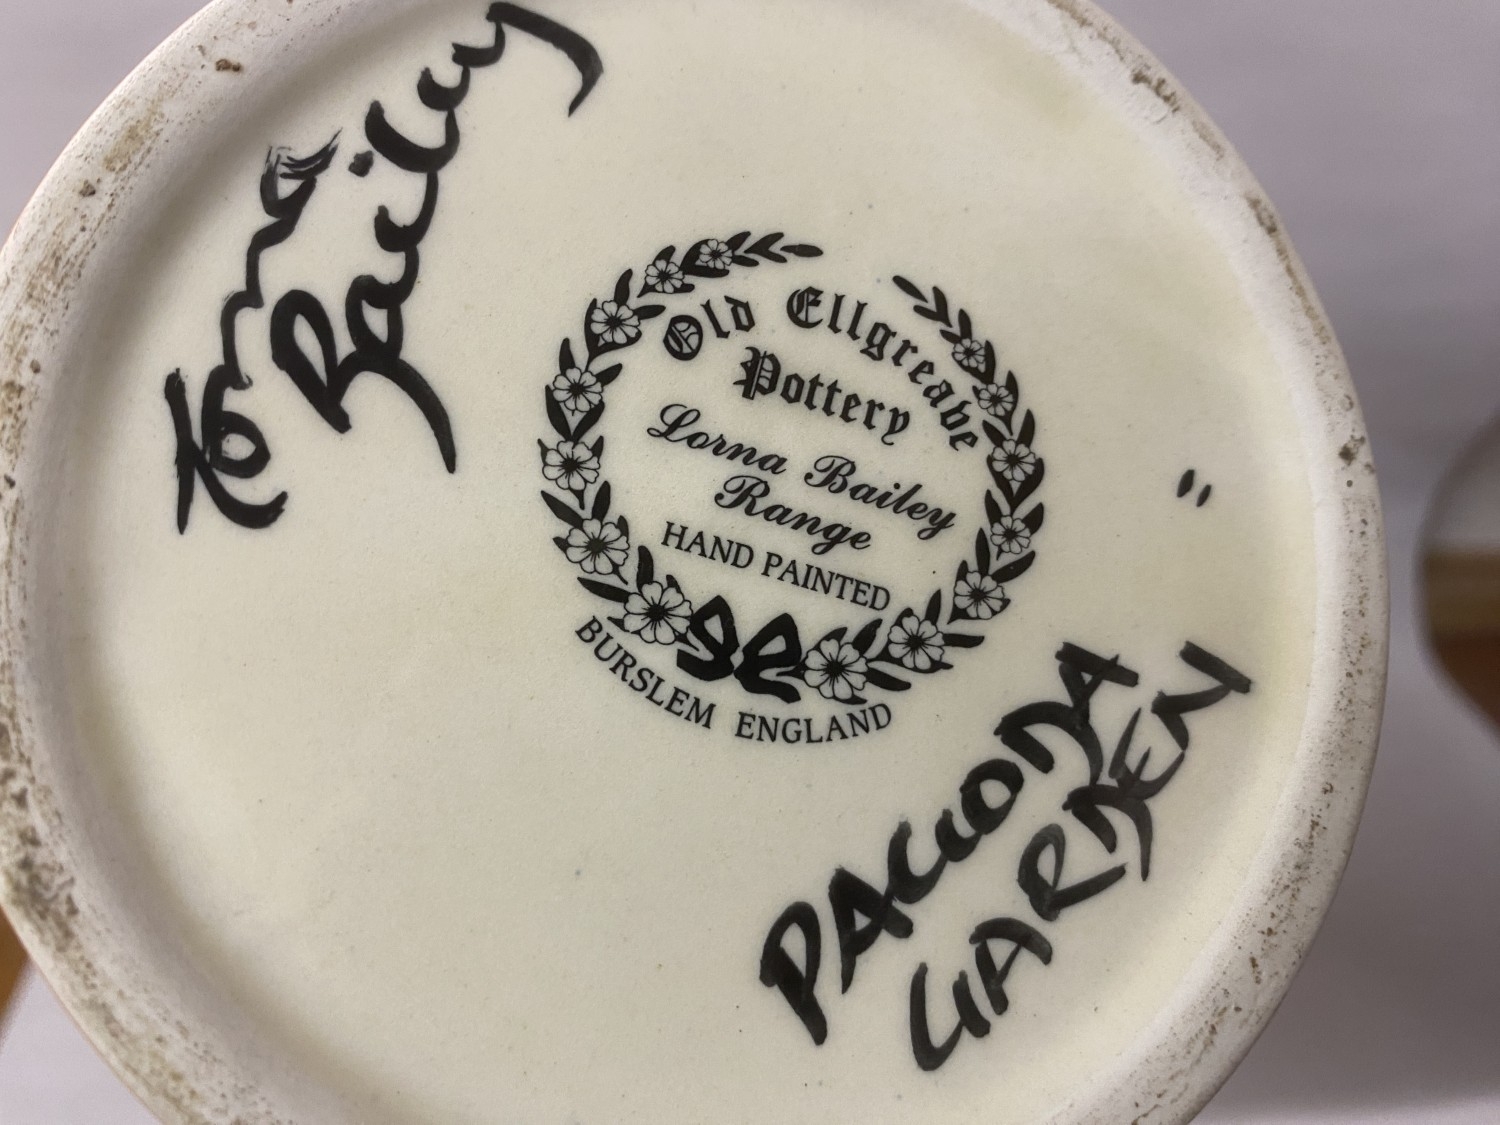 Lorna
Bailey
Old Ellgreave
Pottery
Lorna Bailey
Range
HAND PAINTED
BURSLEM ENGLAND
"
PAGODA
GARDEN